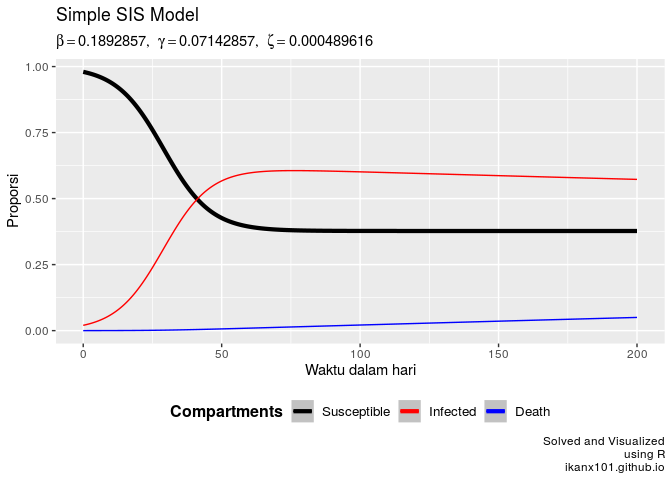 Simple SIS Model
β = 0.1892857, γ = 0.07142857, ζ = 0.000489616
1.00
0.75
0.50
0.25
0.00
Proporsi
0 50 100 150 200
Waktu dalam hari
Compartments Susceptible Infected Death
Solved and Visualized
using R
ikanx101.github.io